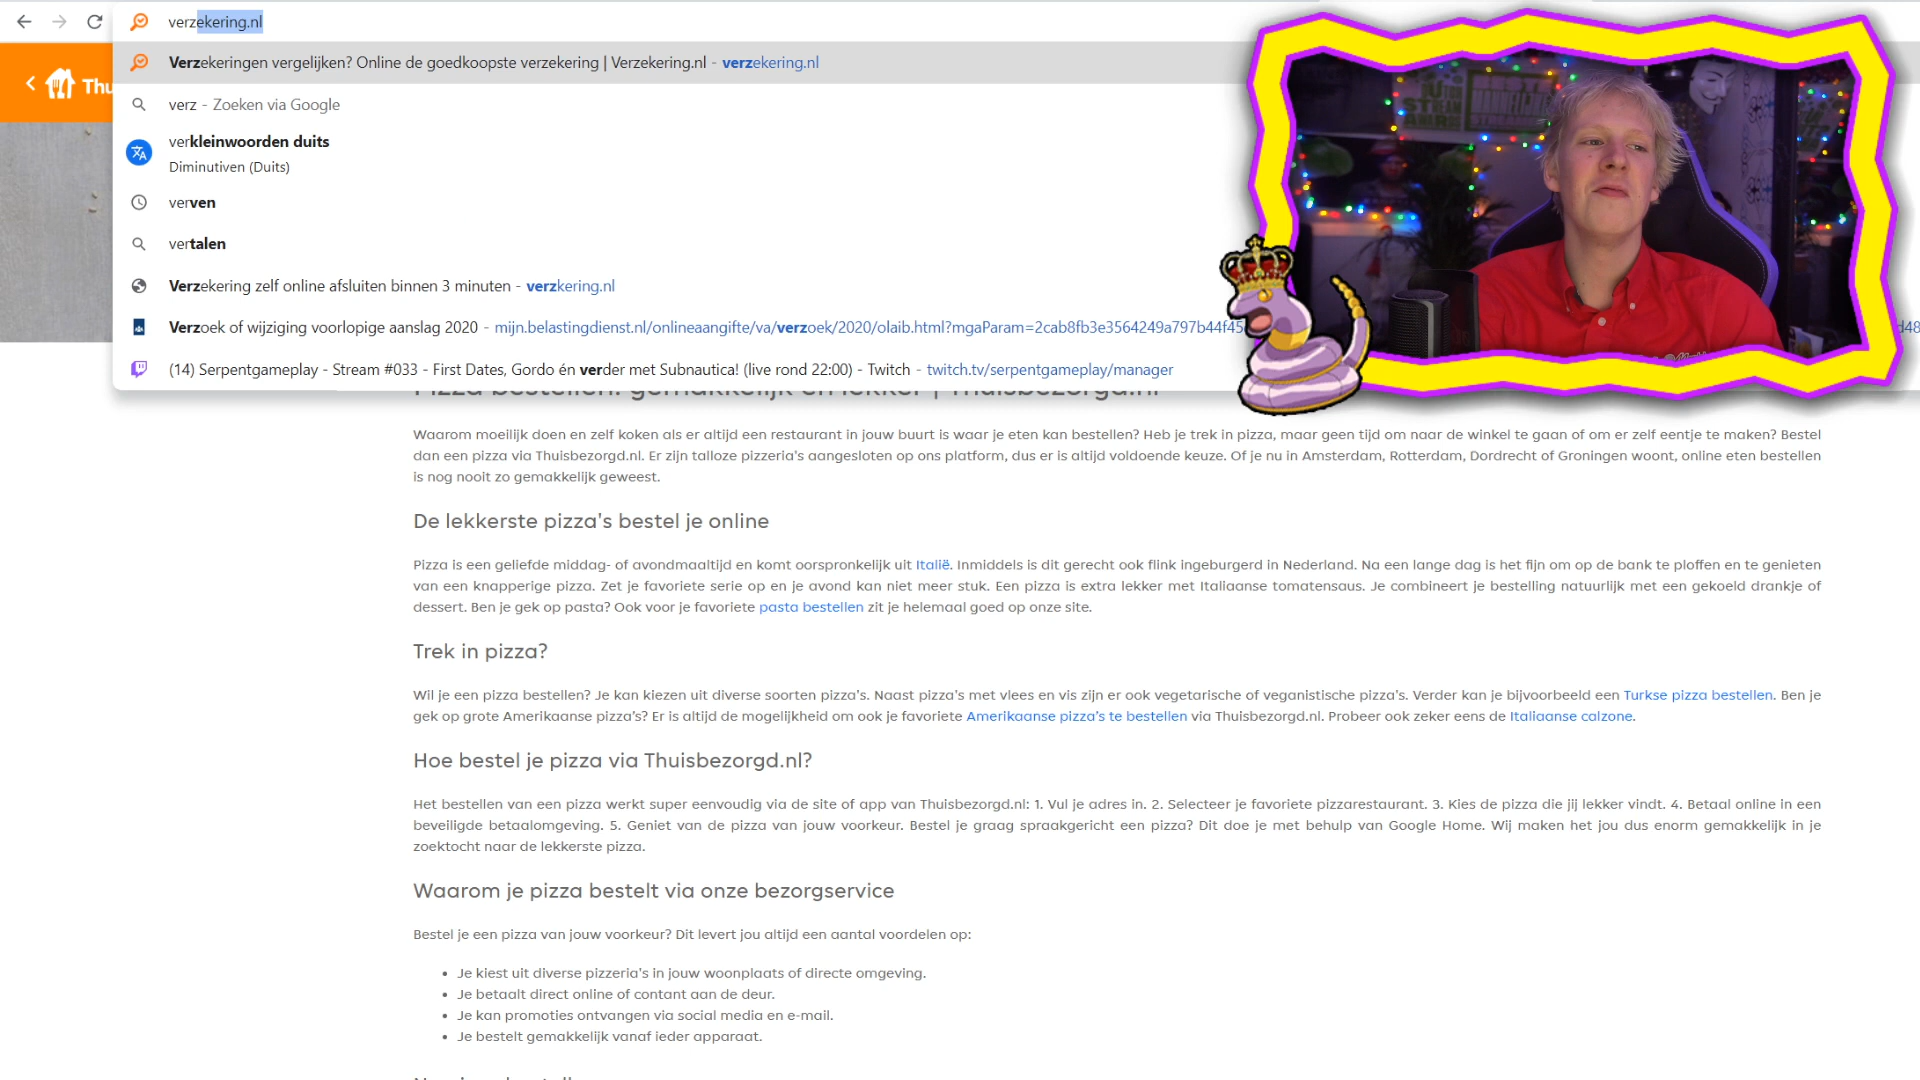 verzekering.nl
Verzekeringen vergelijken? Online de goedkoopste verzekering | Verzekering.nl - verzekering.nl
Thu
verz - Zoeken via Google
verkleinwoorden duits
Diminutiven (Duits)
verven
vertalen
Verzekering zelf online afsluiten binnen 3 minuten - verzkering.nl
Verzoek of wijziging voorlopige aanslag 2020 - mijn.belastingdienst.nl/onlineaangifte/va/verzoek/2020/olaib.html?mgaParam=2cab8fb3e3564249a797b44f45
(14) Serpentgameplay - Stream #033 - First Dates, Gordo én verder met Subnautica! (live rond 22:00) - Twitch - twitch.tv/serpentgameplay/manager
Pizza bestellen: gemakkelijk en lekker | Thuisbezorgd.nl
Waarom moeilijk doen en zelf koken als er altijd een restaurant in jouw buurt is waar je eten kan bestellen? Heb je trek in pizza, maar geen tijd om naar de winkel te gaan of om er zelf eentje te maken? Bestel
dan een pizza via Thuisbezorgd.nl. Er zijn talloze pizzeria's aangesloten op ons platform, dus er is altijd voldoende keuze. Of je nu in Amsterdam, Rotterdam, Dordrecht of Groningen woont, online eten bestellen
is nog nooit zo gemakkelijk geweest.
De lekkerste pizza's bestel je online
Pizza is een geliefde middag- of avondmaaltijd en komt oorspronkelijk uit Italië. Inmiddels is dit gerecht ook flink ingeburgerd in Nederland. Na een lange dag is het fijn om op de bank te ploffen en te genieten
van een knapperige pizza. Zet je favoriete serie op en je avond kan niet meer stuk. Een pizza is extra lekker met Italiaanse tomatensaus. Je combineert je bestelling natuurlijk met een gekoeld drankje of
dessert. Ben je gek op pasta? Ook voor je favoriete pasta bestellen zit je helemaal goed op onze site.
Trek in pizza?
Wil je een pizza bestellen? Je kan kiezen uit diverse soorten pizza's. Naast pizza's met vlees en vis zijn er ook vegetarische of veganistische pizza's. Verder kan je bijvoorbeeld een Turkse pizza bestellen. Ben je
gek op grote Amerikaanse pizza's? Er is altijd de mogelijkheid om ook je favoriete Amerikaanse pizza's te bestellen via Thuisbezorgd.nl. Probeer ook zeker eens de Italiaanse calzone.
Hoe bestel je pizza via Thuisbezorgd.nl?
Het bestellen van een pizza werkt super eenvoudig via de site of app van Thuisbezorgd.nl: 1. Vul je adres in. 2. Selecteer je favoriete pizzarestaurant. 3. Kies de pizza die jij lekker vindt. 4. Betaal online in een
beveiligde betaalomgeving. 5. Geniet van de pizza van jouw voorkeur. Bestel je graag spraakgericht een pizza? Dit doe je met behulp van Google Home. Wij maken het jou dus enorm gemakkelijk in je
zoektocht naar de lekkerste pizza.
Waarom je pizza bestelt via onze bezorgservice
Bestel je een pizza van jouw voorkeur? Dit levert jou altijd een aantal voordelen op:
• Je kiest uit diverse pizzeria's in jouw woonplaats of directe omgeving.
• Je betaalt direct online of contant aan de deur.
• Je kan promoties ontvangen via social media en e-mail.
• Je bestelt gemakkelijk vanaf ieder apparaat.